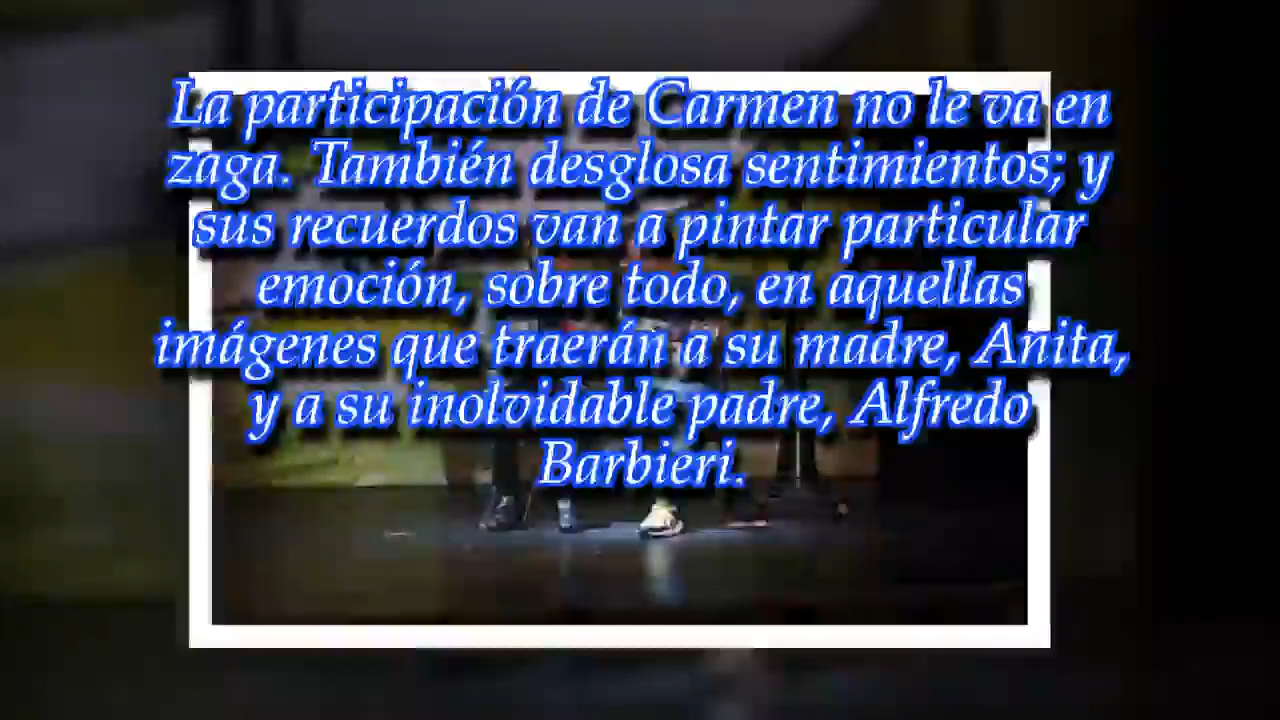 La participación de Carmen no le va en
zaga. También desglosa sentimientos; y
sus recuerdos van a pintar particular
emoción, sobre todo, en aquellas
imágenes que traerán a su madre, Anita,
y a su inolvidable padre, Alfredo
Barbieri.